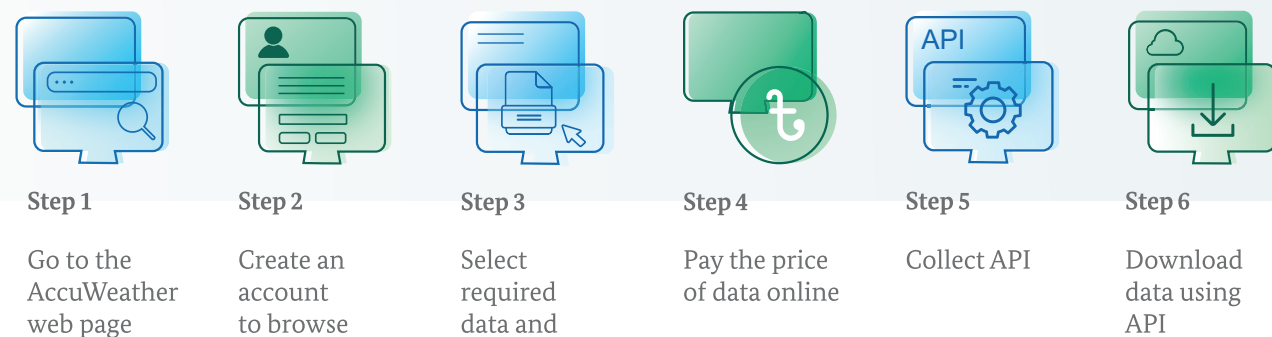 API
৳
Step 1
Go to the
AccuWeather
web page
Step 2
Create an
account
to browse
Step 3
Select
required
data and
Step 4
Pay the price
of data online
Step 5
Collect API
Step 6
Download
data using
API